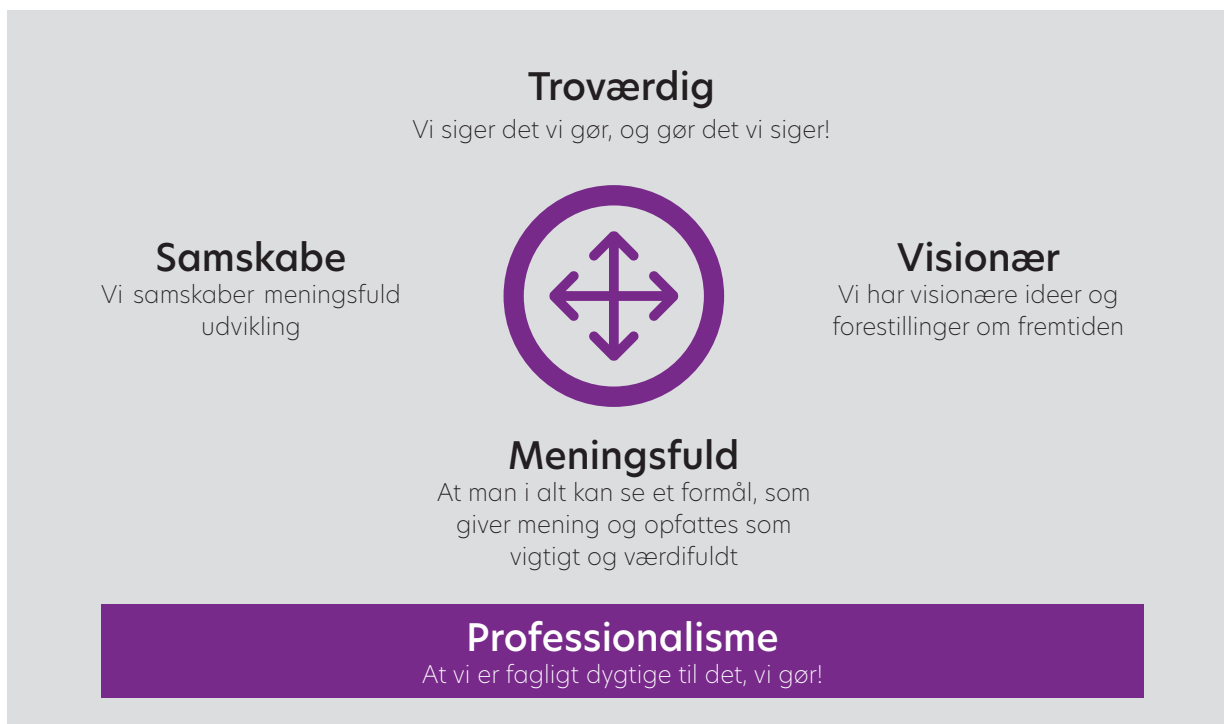 Troværdig
Vi siger det vi gør, og gør det vi siger!
Samskabe
Vi samskaber meningsfuld
udvikling
Visionær
Vi har visionære ideer og
forestillinger om fremtiden
Meningsfuld
At man i alt kan se et formål, som
giver mening og opfattes som
vigtigt og værdifuldt
Professionalisme
At vi er fagligt dygtige til det, vi gør!